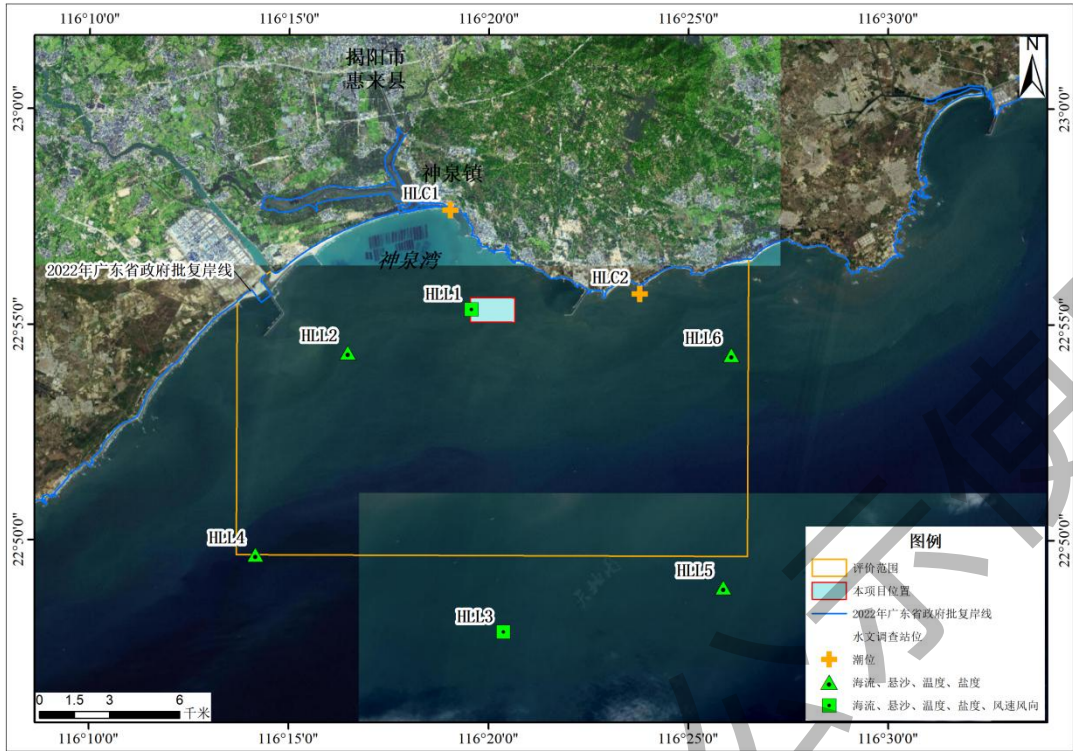 116°10'0" 116°15'0" 116°20'0" 116°25'0" 116°30'0"
N
揭阳市
惠来县
23°0'0" 23°0'0"
神泉镇
HLC1
神泉湾
2022年广东省政府批复岸线
HLC2
HLL1
22°55'0" 22°55'0"
HLL2
HLL6
22°50'0" 22°50'0"
HLL4
HLL5
HLL3
图例
评价范围
本项目位置
2022年广东省政府批复岸线
水文调查站位
潮位
海流、悬沙、温度、盐度
海流、悬沙、温度、盐度、风速风向
0 1.5 3 6
千米
116°10'0" 116°15'0" 116°20'0" 116°25'0" 116°30'0"